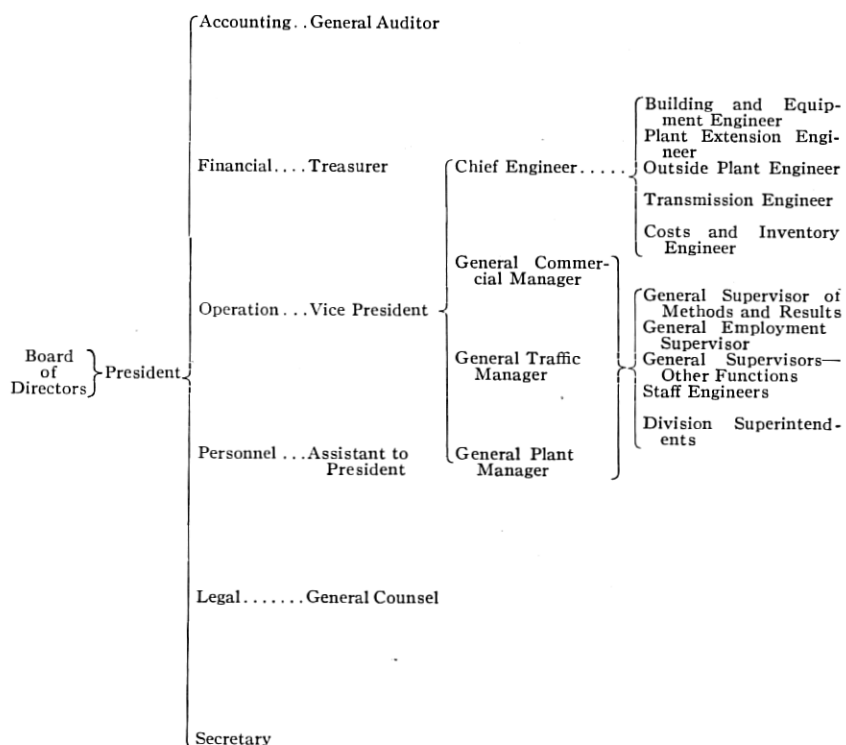 Accounting.. General Auditor
Building and Equip-
ment Engineer
Plant Extension Engi-
neer
Financial.... Treasurer
Chief Engineer.....
Outside Plant Engineer
Transmission Engineer
Costs and Inventory
Engineer
General Commer-
cial Manager
Operation... Vice President
General Supervisor of
Methods and Results
General Employment
Supervisor
Board
of
Directors
President
General Traffic
Manager
General Supervisors—
Other Functions
Staff Engineers
Division Superintend-
ents
Personnel ... Assistant to
President
General Plant
Manager
Legal....... General Counsel
Secretary